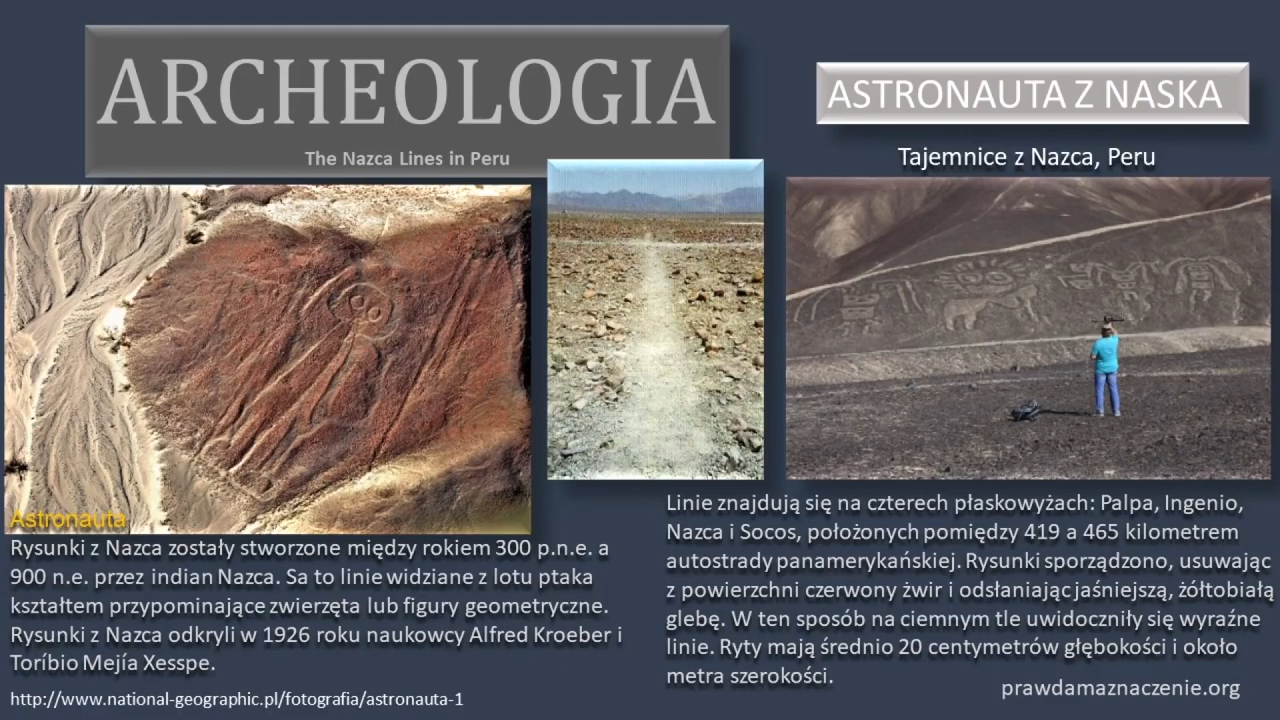 ARCHEOLOGIA
The Nazca Lines in Peru
ASTRONAUTA Z NASKA
Tajemnice z Nazca, Peru
Astronauta
Rysunki z Nazca zostały stworzone między rokiem 300 p.n.e. a
900 n.e. przez indian Nazca. Sa to linie widziane z lotu ptaka
kształtem przypominające zwierzęta lub figury geometryczne.
Rysunki z Nazca odkryli w 1926 roku naukowcy Alfred Kroeber i
Toríbio Mejía Xesspe.
http://www.national-geographic.pl/fotografia/astronauta-1
Linie znajdują się na czterech płaskowyżach: Palpa, Ingenio,
Nazca i Socos, położonych pomiędzy 419 a 465 kilometrem
autostrady panamerykańskiej. Rysunki sporządzono, usuwając
z powierzchni czerwony żwir i odsłaniając jaśniejszą, żółtobiałą
glebę. W ten sposób na ciemnym tle uwidoczniły się wyraźne
linie. Ryty mają średnio 20 centymetrów głębokości i około
metra szerokości.
prawdamaznaczenie.org